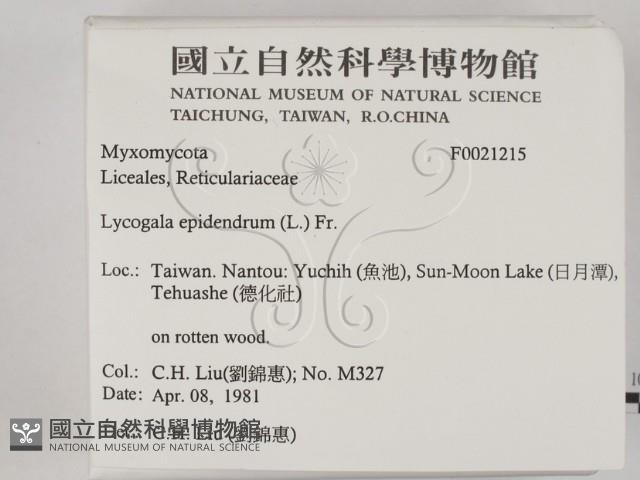 國立自然科學博物館
NATIONAL MUSEUM OF NATURAL SCIENCE
TAICHUNG, TAIWAN, R.O.CHINA
Myxomycota F0021215
Liceales, Reticulariaceae
Lycogala epidendrum (L.) Fr.
Loc.: Taiwan. Nantou: Yuchih (魚池), Sun-Moon Lake (日月潭),
Tehuashe (德化社)
on rotten wood.
Col.: C.H. Liu(劉錦惠); No. M327
Date: Apr. 08, 1981
(劉錦惠)
國立自然科學博物館
NATIONAL MUSEUM OF NATURAL SCIENCE